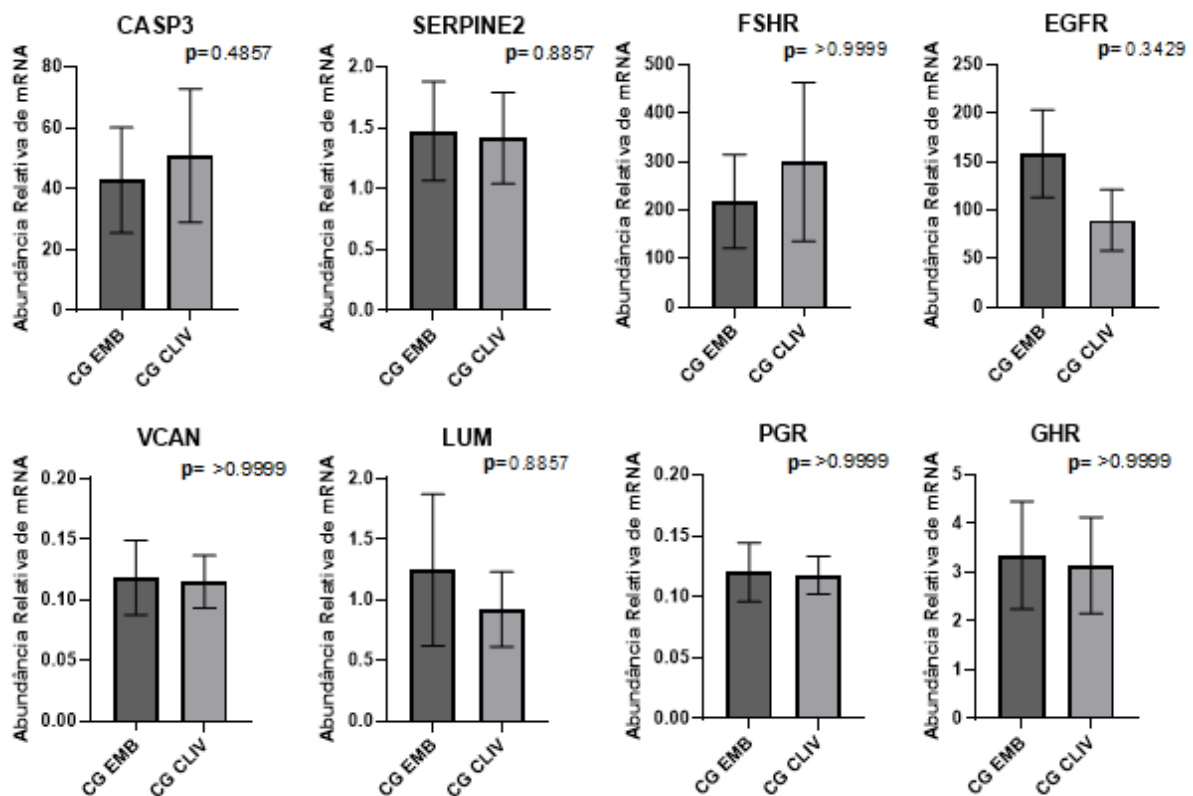 CASP3
p=0.4857
Abundância Relativa de mRNA
80
60
40
20
0
CG EMB
CG CLIV
SERPINE2
p=0.8857
Abundância Relativa de mRNA
2.0
1.5
1.0
0.5
0.0
CG EMB
CG CLIV
FSHR
p= >0.9999
Abundância Relativa de mRNA
500
400
300
200
100
0
CG EMB
CG CLIV
EGFR
p=0.3429
Abundância Relativa de mRNA
250
200
150
100
50
0
CG EMB
CG CLIV
VCAN
p= >0.9999
Abundância Relativa de mRNA
0.20
0.15
0.10
0.05
0.00
CG EMB
CG CLIV
LUM
p=0.8857
Abundância Relativa de mRNA
2.0
1.5
1.0
0.5
0.0
CG EMB
CG CLIV
PGR
p=>0.9999
Abundância Relativa de mRNA
0.20
0.15
0.10
0.05
0.00
CG EMB
CG CLIV
GHR
p=>0.9999
Abundância Relativa de mRNA
5
4
3
2
1
0
CG EMB
CG CLIV